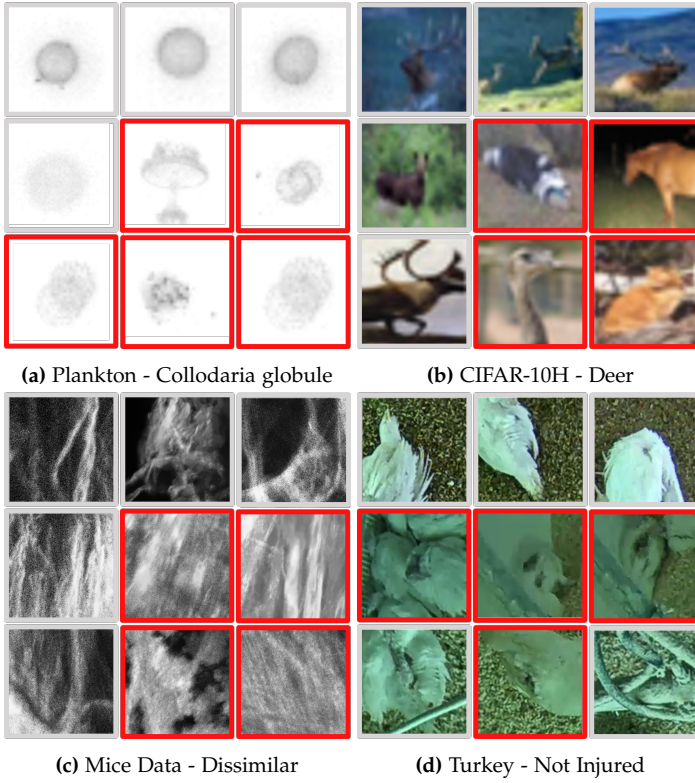 (a) Plankton - Collodaria globule
(b) CIFAR-10H - Deer
(c) Mice Data - Dissimilar
(d) Turkey - Not Injured